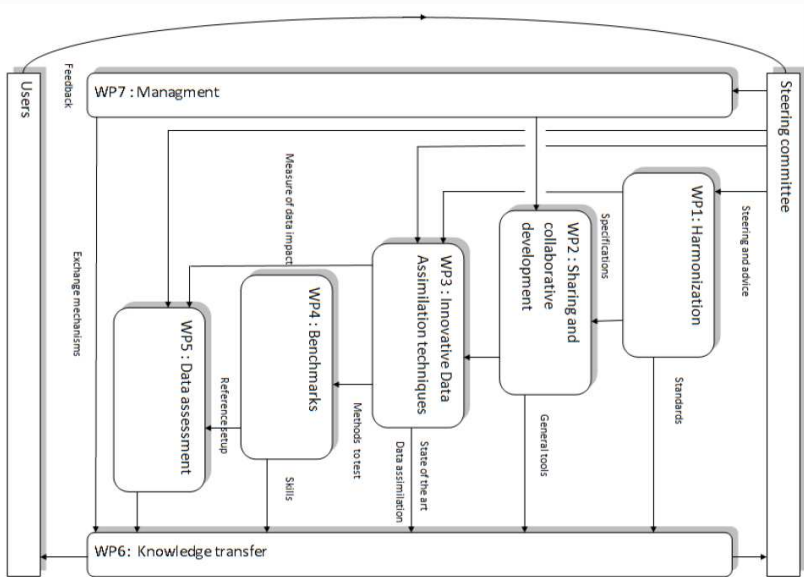 Steering committee
Steering and advice
WP7 : Managment
WP1: Harmonization
Standards
Specifications
WP2 : Sharing and
collaborative
development
General tools
WP3 : Innovative Data
Assimilation techniques
State of the art
Data assimilation
Methods to test
Measure of data impact
WP4 : Benchmarks
Skills
Reference setup
WP5 : Data assessment
Exchange mechanisms
Feedback
WP6: Knowledge transfer
Users